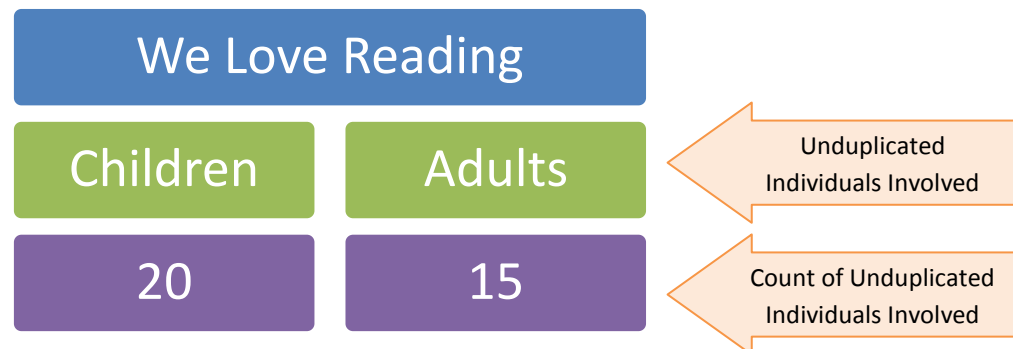 We Love Reading
Children
Adults
Unduplicated
Individuals Involved
20
15
Count of Unduplicated
Individuals Involved